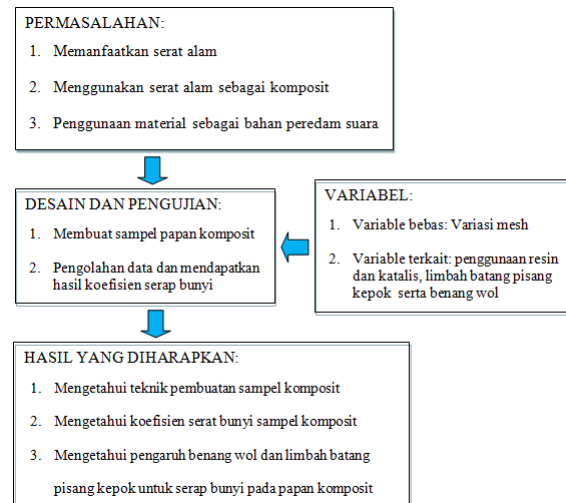 PERMASALAHAN:
1. Memanfaatkan serat alam
2. Menggunakan serat alam sebagai komposit
3. Penggunaan material sebagai bahan peredam suara
DESAIN DAN PENGUJIAN:
1. Membuat sampel papan komposit
2. Pengolahan data dan mendapatkan
hasil koefisien serap bunyi
VARIABEL:
1. Variable bebas: Variasi mesh
2. Variable terkait: penggunaan resin
dan katalis, limbah batang pisang
kepok serta benang wol
HASIL YANG DIHARAPKAN:
1. Mengetahui teknik pembuatan sampel komposit
2. Mengetahui koefisien serat bunyi sampel komposit
3. Mengetahui pengaruh benang wol dan limbah batang
pisang kepok untuk serap bunyi pada papan komposit